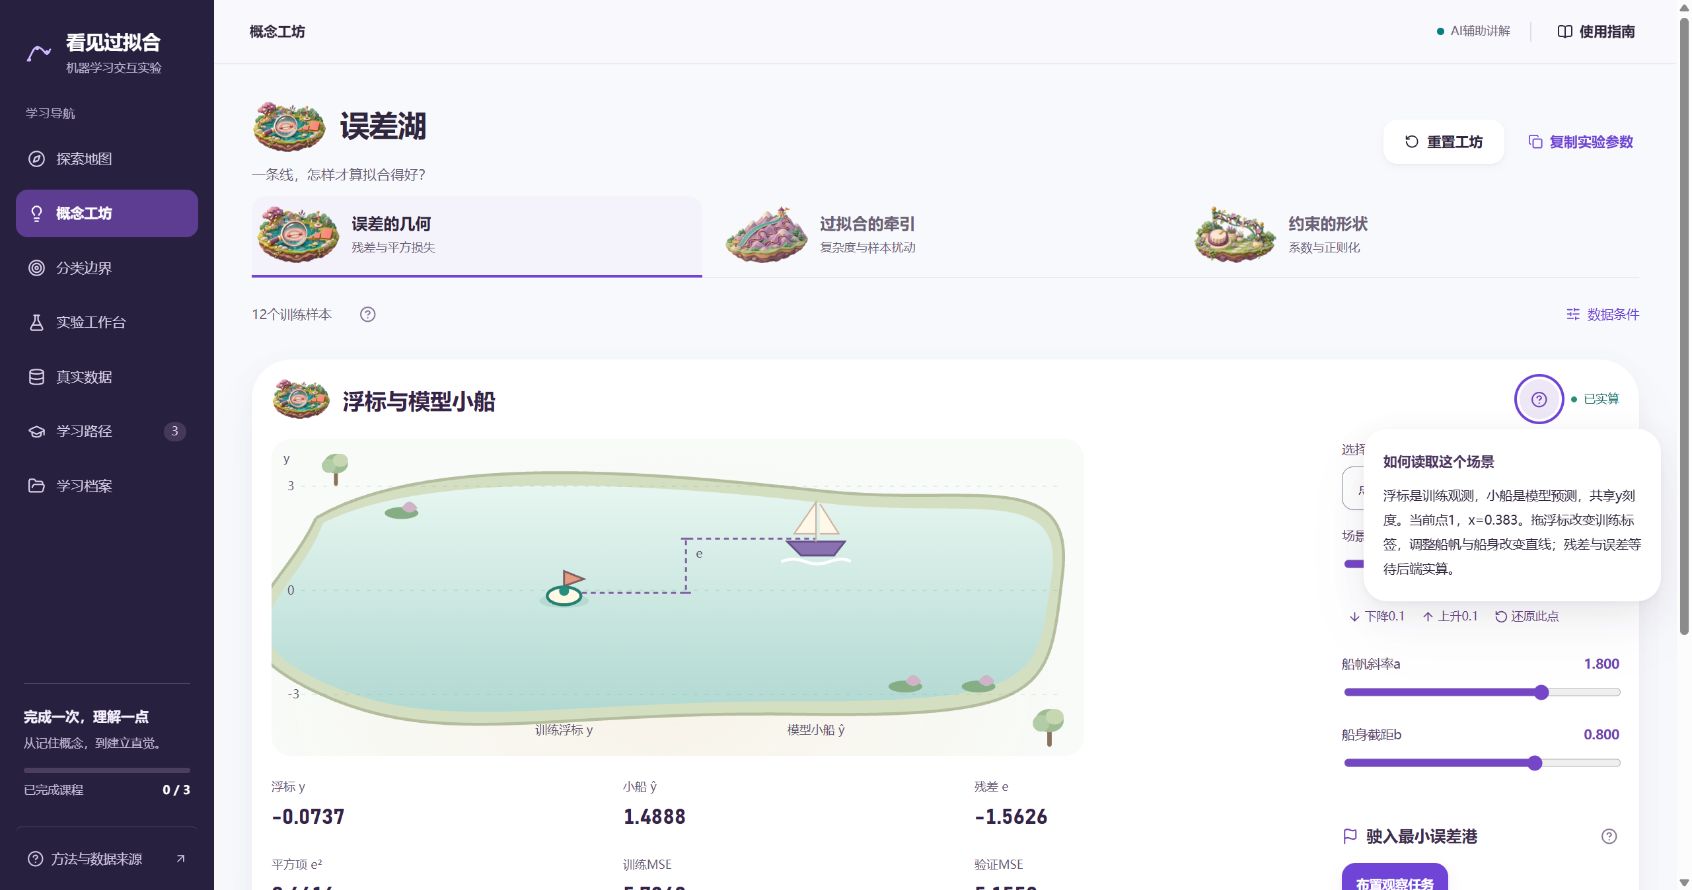 看见过拟合
机器学习交互实验
学习导航
探索地图
概念工坊
分类边界
实验工作台
真实数据
学习路径
3
学习档案
完成一次，理解一点
从记住概念，到建立直觉。
已完成课程
0 / 3
方法与数据来源
概念工坊
AI辅助讲解
使用指南
误差湖
一条线，怎样才算拟合得好？
重置工坊
复制实验参数
误差的几何
残差与平方损失
过拟合的牵引
复杂度与样本扰动
约束的形状
系数与正则化
12个训练样本
数据条件
浮标与模型小船
已实算
y
3
0
-3
e
训练浮标 y
模型小船 ŷ
选择
场景
如何读取这个场景
浮标是训练观测，小船是模型预测，共享y刻
度。当前点1，x=0.383。拖浮标改变训练标
签，调整船帆与船身改变直线；残差与误差等
待后端实算。
下降0.1
上升0.1
还原此点
船帆斜率a
1.800
船身截距b
0.800
浮标 y
-0.0737
小船 ŷ
1.4888
残差 e
-1.5626
平方项 e²
训练MSE
验证MSE
驶入最小误差港
布置观察任务